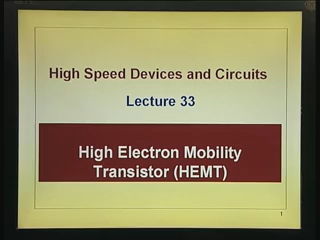 High Speed Devices and Circuits
Lecture 33
High Electron Mobility
Transistor (HEMT)
1